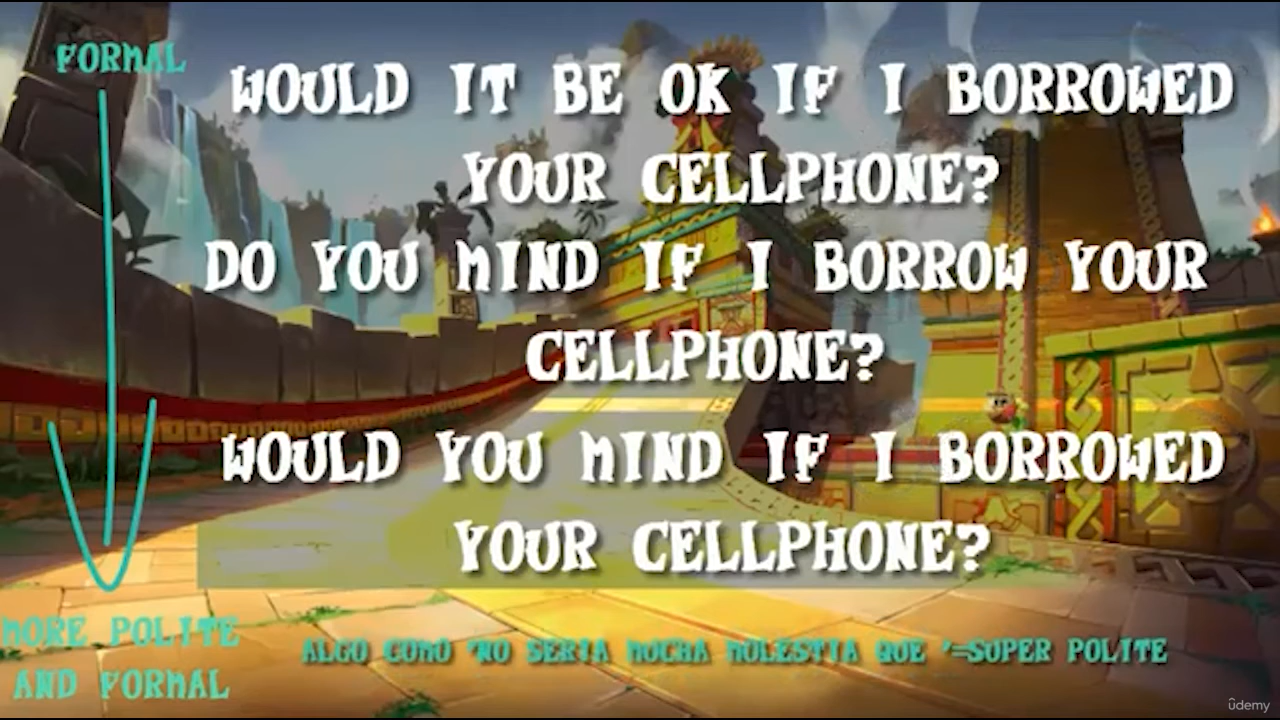 FORMAL
WOULD IT BE OK IF I BORROWED
YOUR CELLPHONE?
DO YOU MIND IF I BORROW YOUR
CELLPHONE?
WOULD YOU MIND IF I BORROWED
YOUR CELLPHONE?
MORE POLITE
AND FORMAL
ALGO COMO 'NO SERIA MUCHA MOLESTIA QUE '=SUPER POLITE
udemy